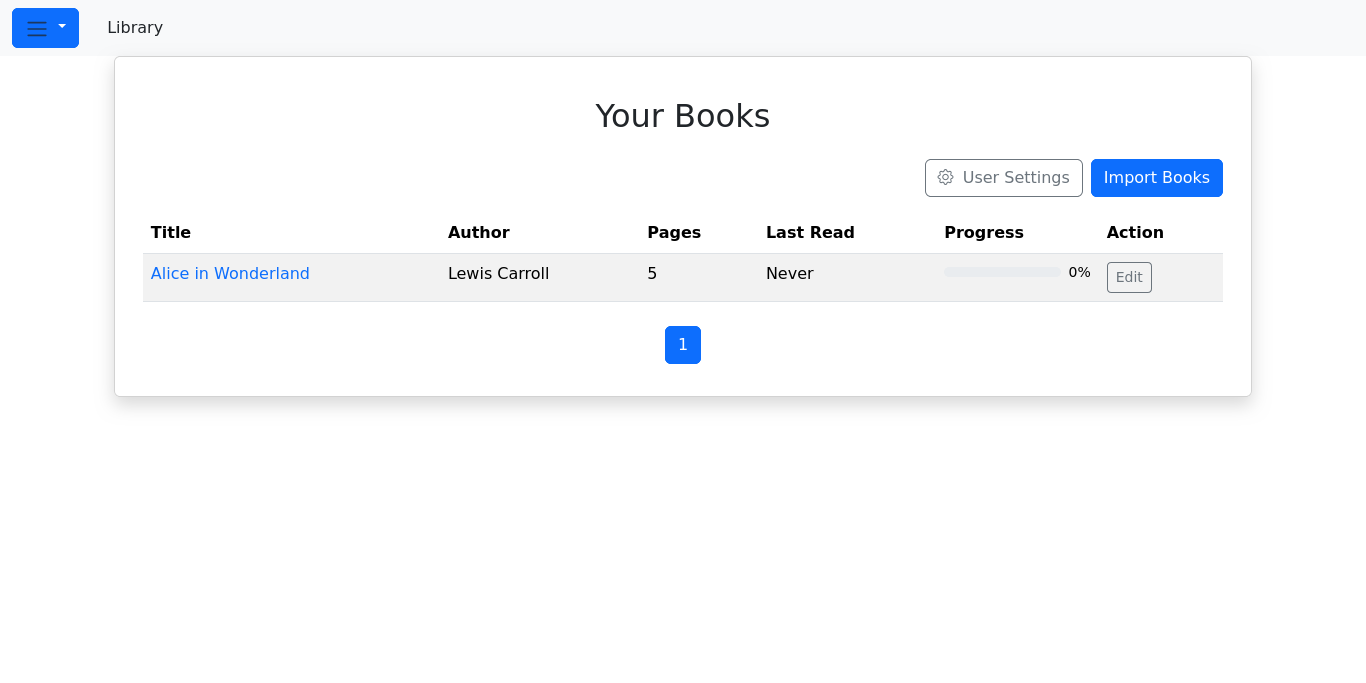 Library
Your Books
User Settings Import Books
Title Author Pages Last Read Progress Action
Alice in Wonderland Lewis Carroll 5 Never 0% Edit
1